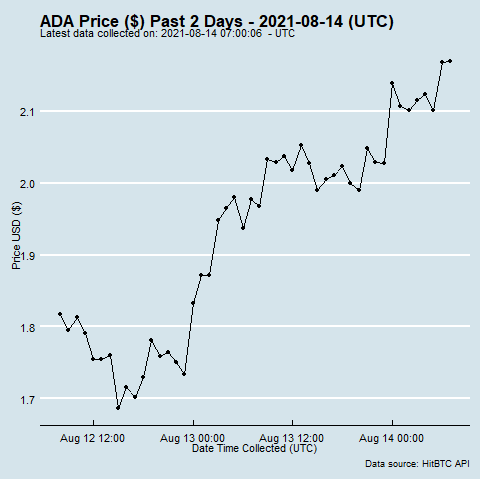 ADA Price ($) Past 2 Days - 2021-08-14 (UTC)
Latest data collected on: 2021-08-14 07:00:06  - UTC
2.1
2.0
1.9
1.8
1.7
Price USD ($)
Aug 12 12:00
Aug 13 00:00
Aug 13 12:00
Aug 14 00:00
Date Time Collected (UTC)
Data source: HitBTC API